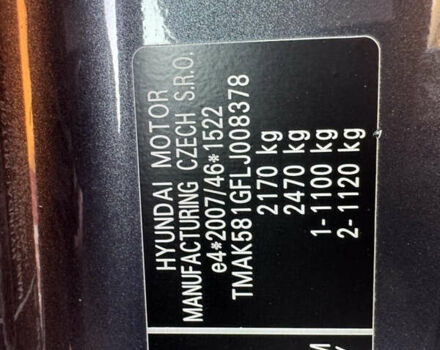 HYUNDAI MOTOR
MANUFACTURING CZECH S.R.O.
e4*2007/46*1522
TMAK581GFLJ008378
2170 kg
2470 kg
1-1100 kg
2-1120 kg